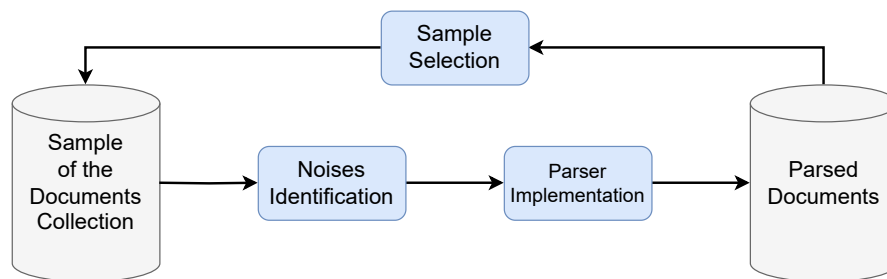 Sample
Selection
Sample
of the
Documents
Collection
Noises
Identification
Parser
Implementation
Parsed
Documents